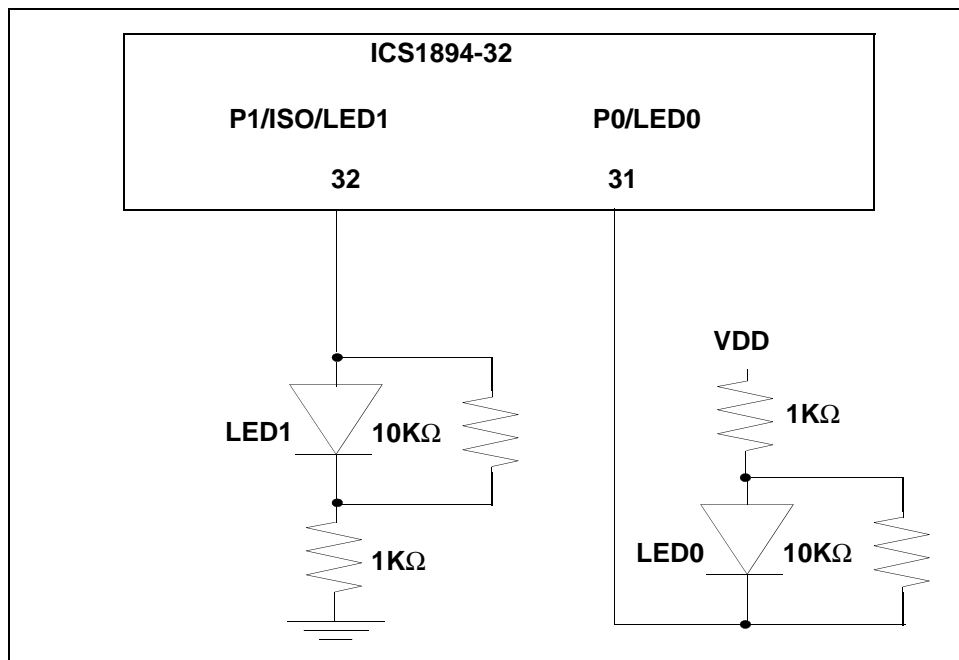 ICS1894-32
P1/ISO/LED1 P0/LED0
32 31
VDD
1KΩ
LED1 10KΩ
LED0 10KΩ
1KΩ